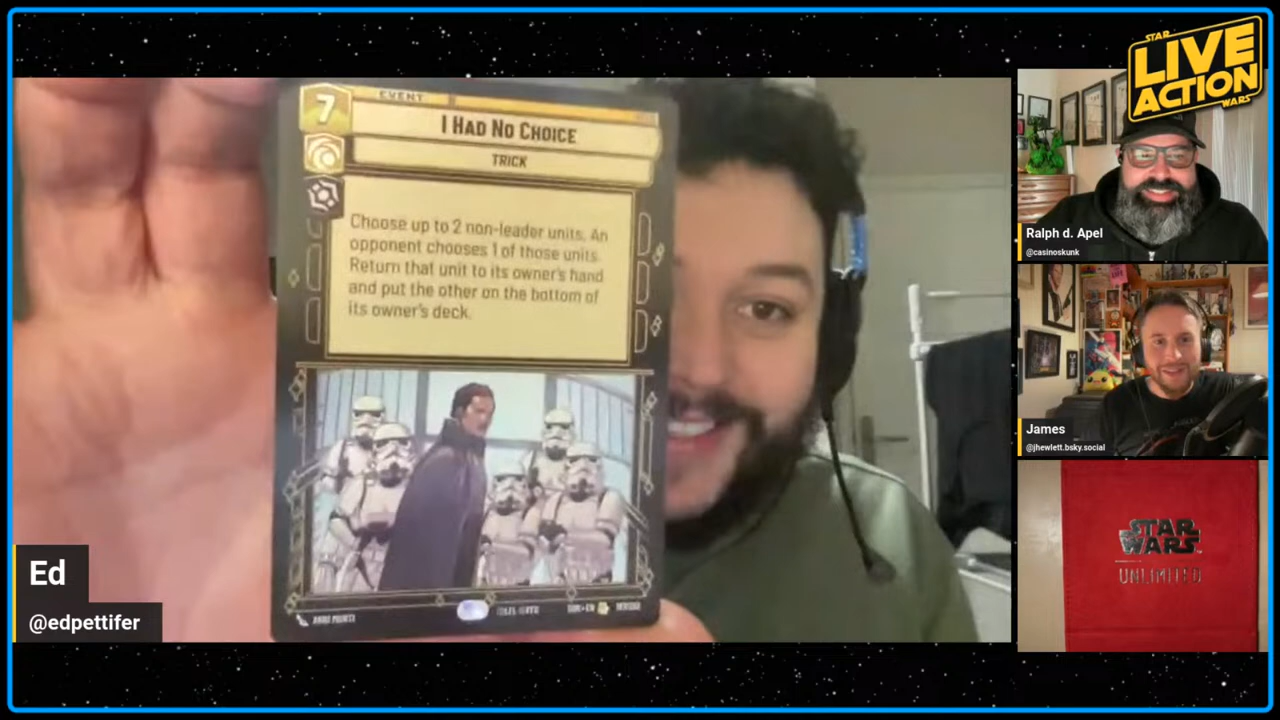 STAR
LIVE
ACTION
WARS
7
EVENT
I HAD NO CHOICE
TRICK
Choose up to 2 non-leader units. An
opponent chooses 1 of those units.
Return that unit to its owner's hand
and put the other on the bottom of
its owner's deck.
Ed
@edpettifer
Ralph d. Apel
@casinoskunk
James
@jhewlett.bsky.social
STAR
WARS
UNLIMITED